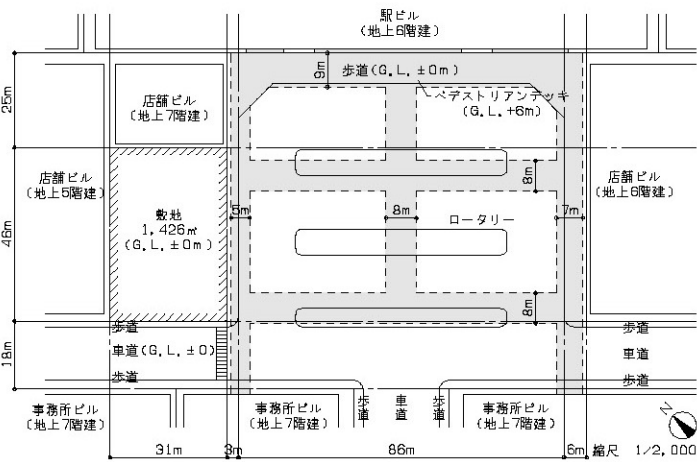 駅ビル
(地上6階建)
歩道(G.L.±0m)
9m
ペデストリアンデッキ
(G.L.+6m)
25m
店舗ビル
(地上7階建)
店舗ビル
(地上5階建)
敷地
1,426㎡
(G.L.±0m)
店舗ビル
(地上6階建)
8m
5m
8m
7m
ロータリー
46m
8m
18m
歩道
車道(G.L.±0)
歩道
歩道
車道
歩道
事務所ビル
(地上7階建)
事務所ビル
(地上7階建)
歩道
車道
歩道
事務所ビル
(地上7階建)
N
31m
3m
86m
6m
縮尺 1/2,000